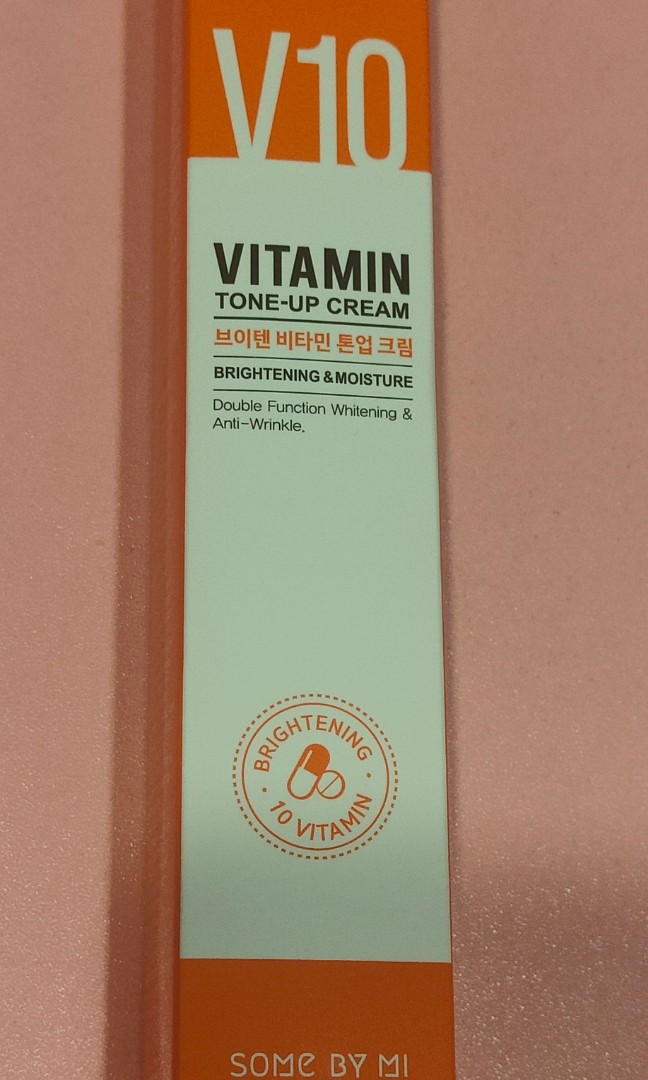 V10
VITAMIN
TONE-UP CREAM
브이텐 비타민 톤업 크림
BRIGHTENING & MOISTURE
Double Function Whitening &
Anti-Wrinkle.
BRIGHTENING
· 10 VITAMIN ·
SOME BY MI